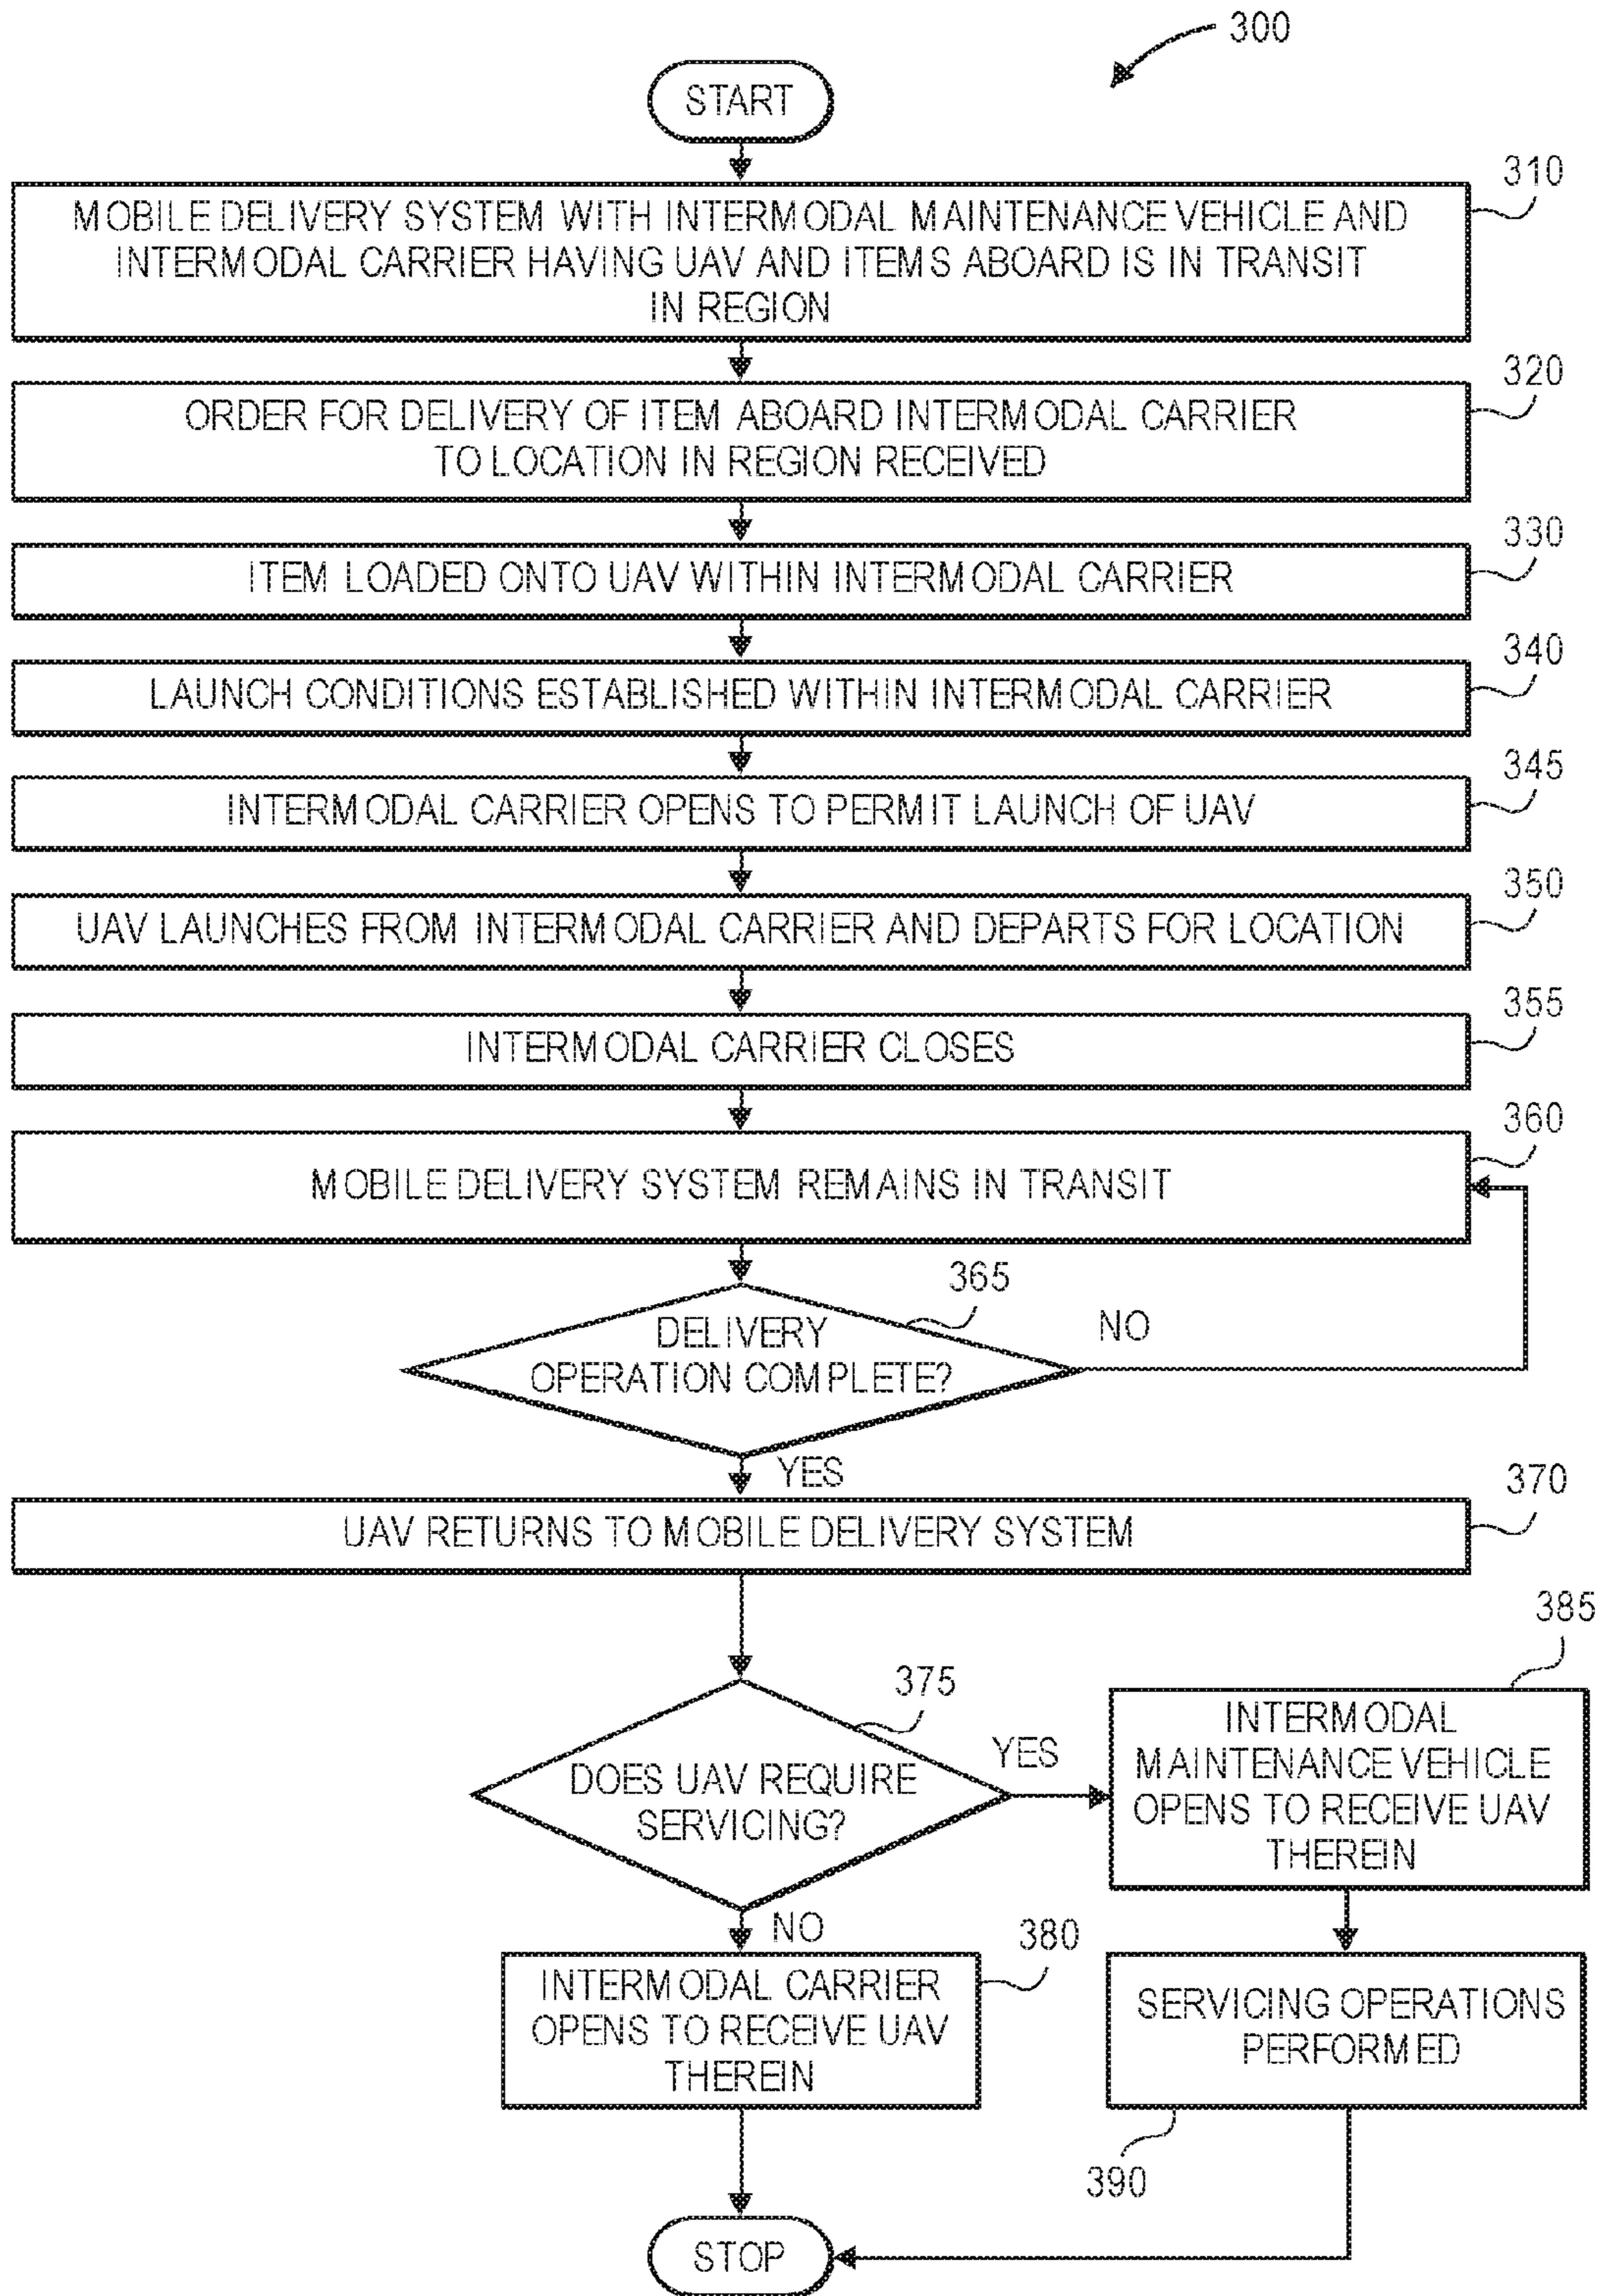 300
START
310
MOBILE DELIVERY SYSTEM WITH INTERMODAL MAINTENANCE VEHICLE AND
INTERMODAL CARRIER HAVING UAV AND ITEMS ABOARD IS IN TRANSIT
IN REGION
320
ORDER FOR DELIVERY OF ITEM ABOARD INTERMODAL CARRIER
TO LOCATION IN REGION RECEIVED
330
ITEM LOADED ONTO UAV WITHIN INTERMODAL CARRIER
340
LAUNCH CONDITIONS ESTABLISHED WITHIN INTERMODAL CARRIER
345
INTERMODAL CARRIER OPENS TO PERMIT LAUNCH OF UAV
350
UAV LAUNCHES FROM INTERMODAL CARRIER AND DEPARTS FOR LOCATION
355
INTERMODAL CARRIER CLOSES
360
MOBILE DELIVERY SYSTEM REMAINS IN TRANSIT
365
DELIVERY
OPERATION COMPLETE?
NO
YES
370
UAV RETURNS TO MOBILE DELIVERY SYSTEM
375
DOES UAV REQUIRE
SERVICING?
YES
385
INTERMODAL
MAINTENANCE VEHICLE
OPENS TO RECEIVE UAV
THEREIN
NO
380
INTERMODAL CARRIER
OPENS TO RECEIVE UAV
THEREIN
SERVICING OPERATIONS
PERFORMED
390
STOP